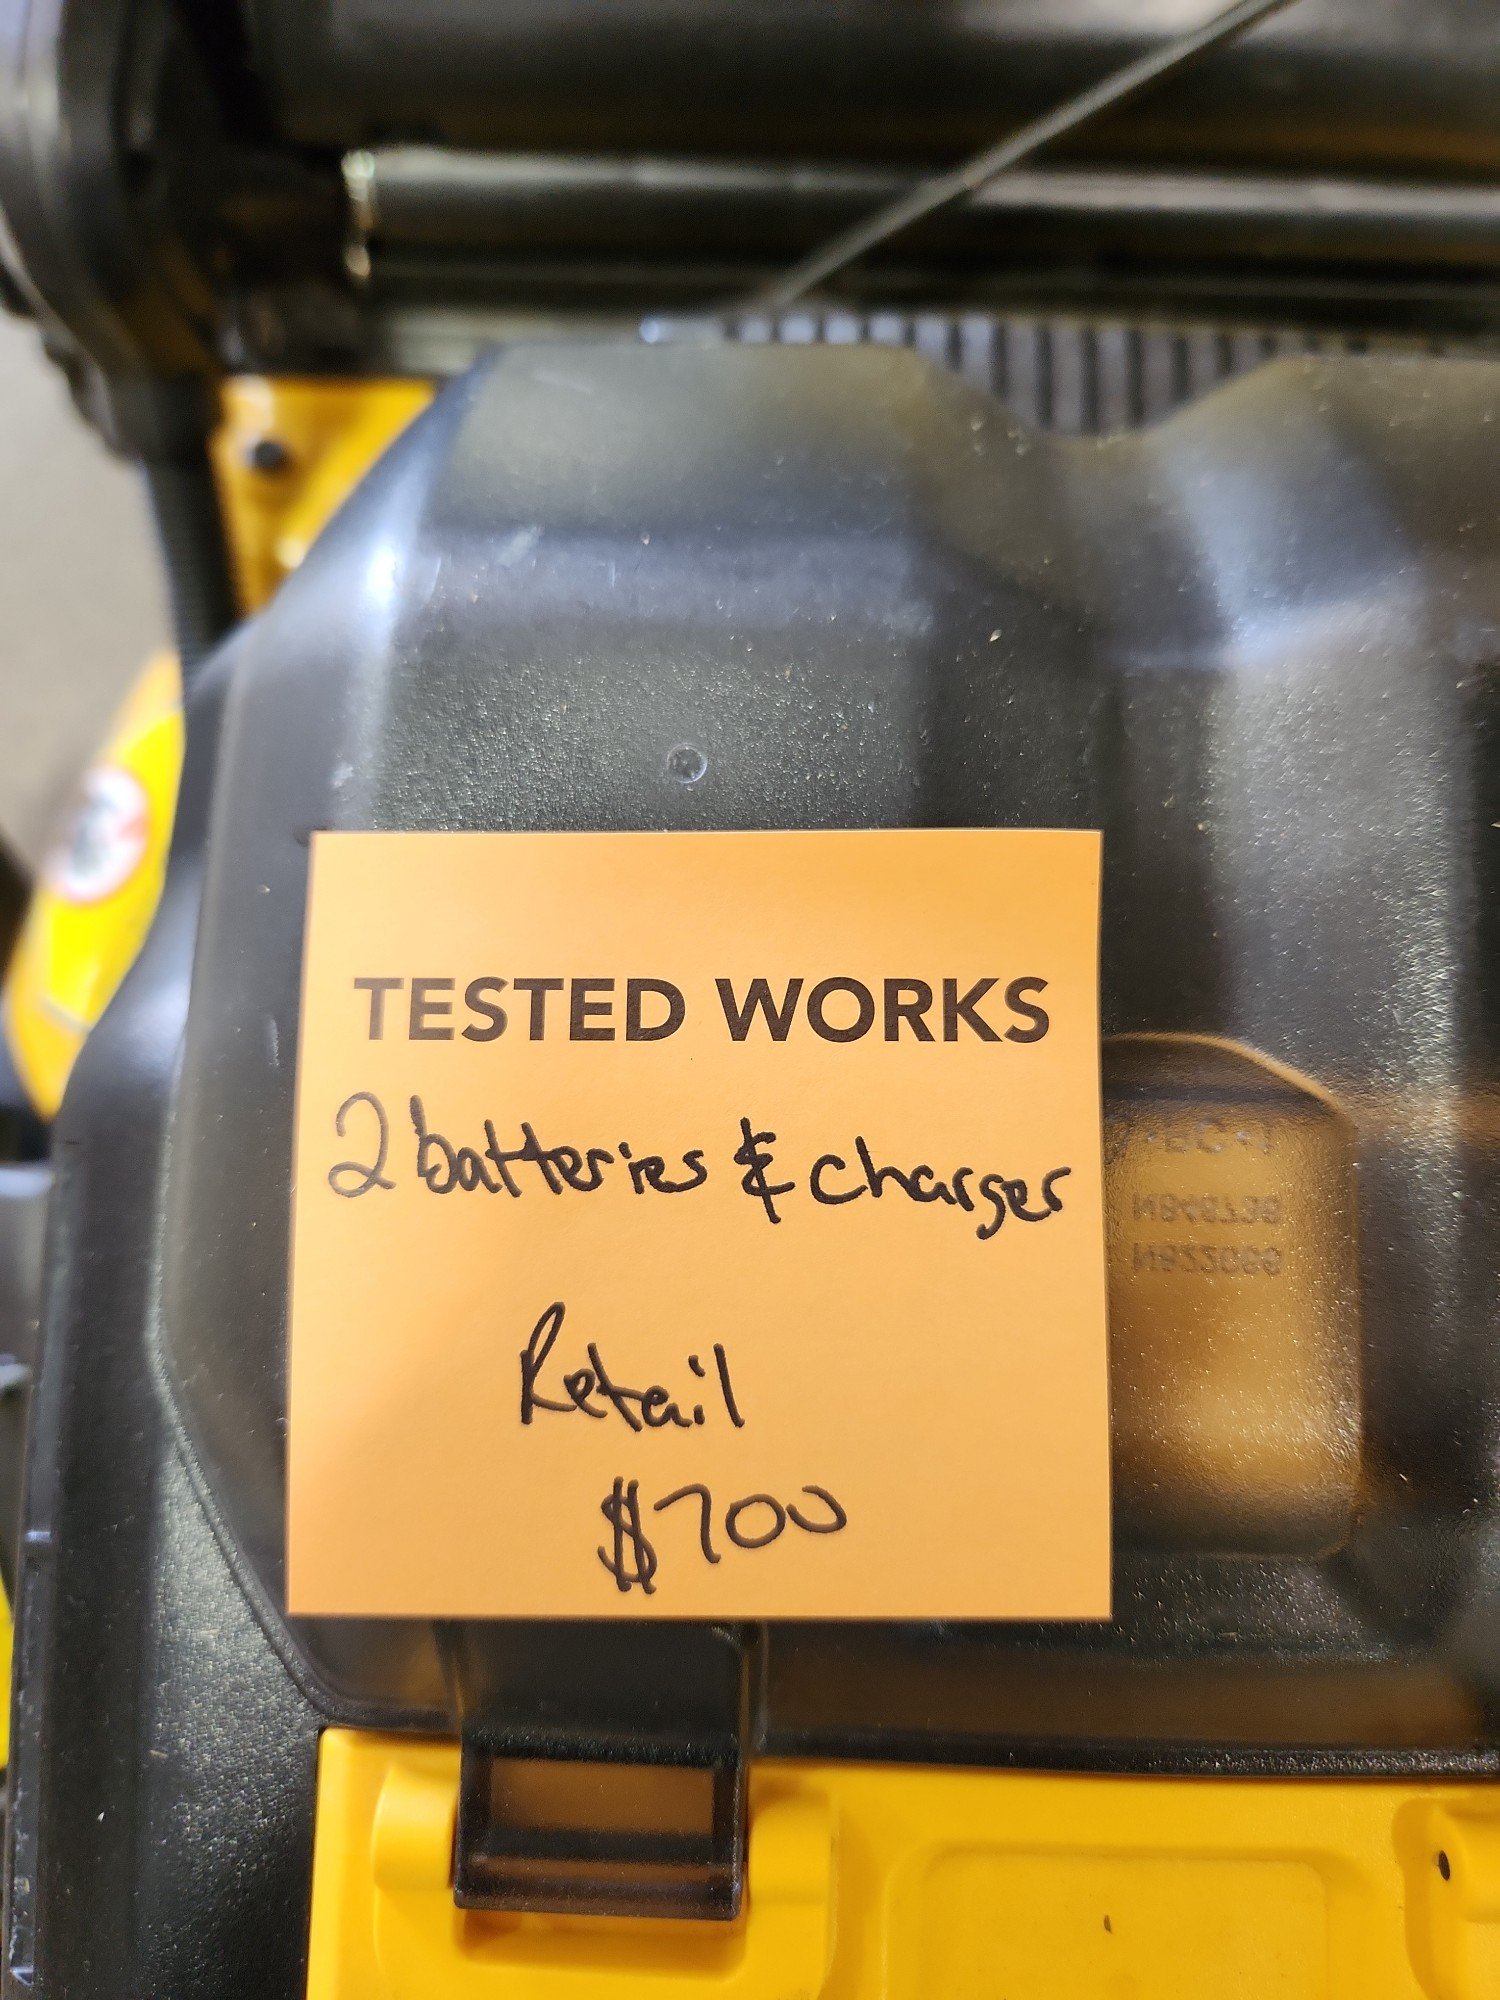 TESTED WORKS
2 batteries & charger
Retail
$700